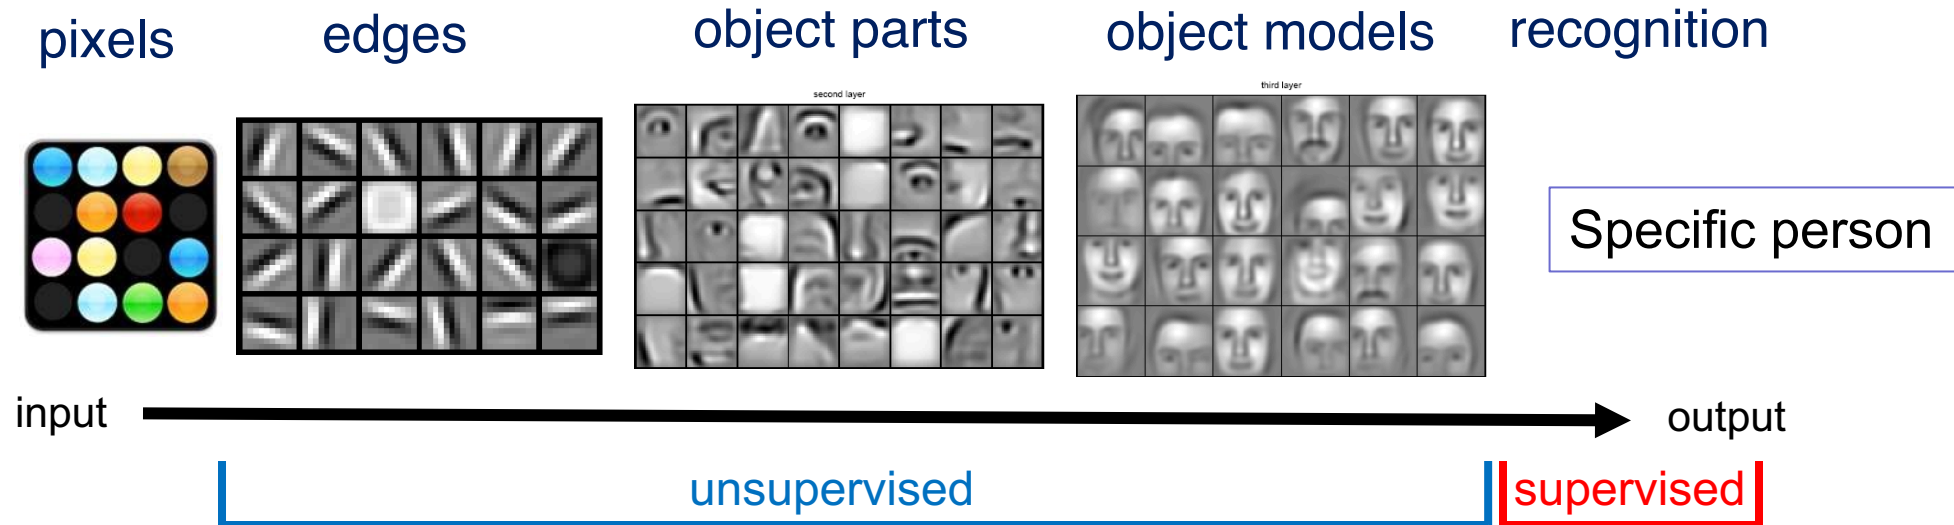 pixels
edges
object parts
object models
recognition
second layer
third layer
Specific person
input
output
unsupervised
supervised